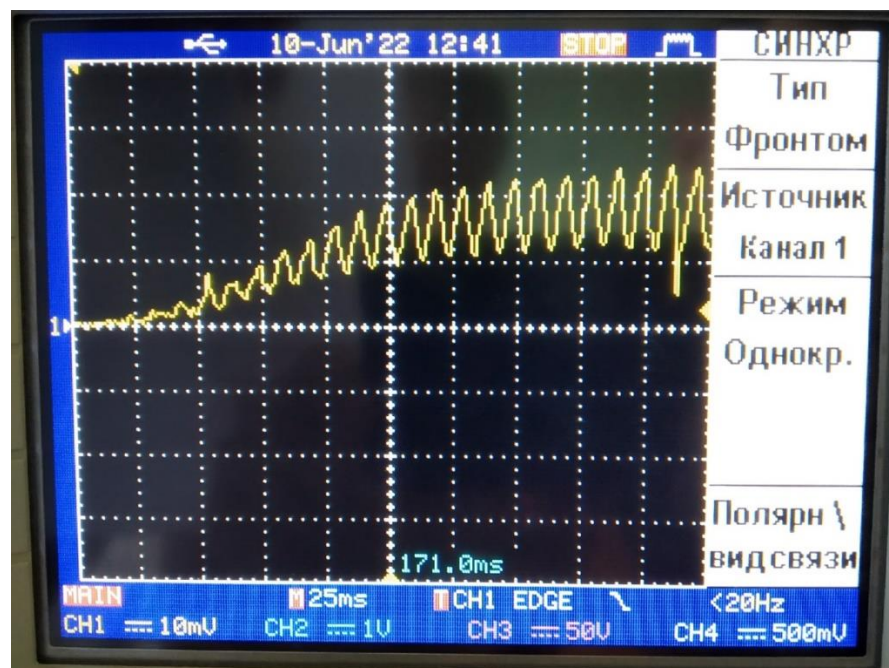 10-Jun'22 12:41 STOP
СИНХР
Тип
Фронтом
Источник
Канал 1
Режим
Однокр.
Полярн \
вид связи
1
171.0ms
MAIN M 25ms T CH1 EDGE <20Hz
CH1 10mV CH2 1V CH3 50V CH4 500mV